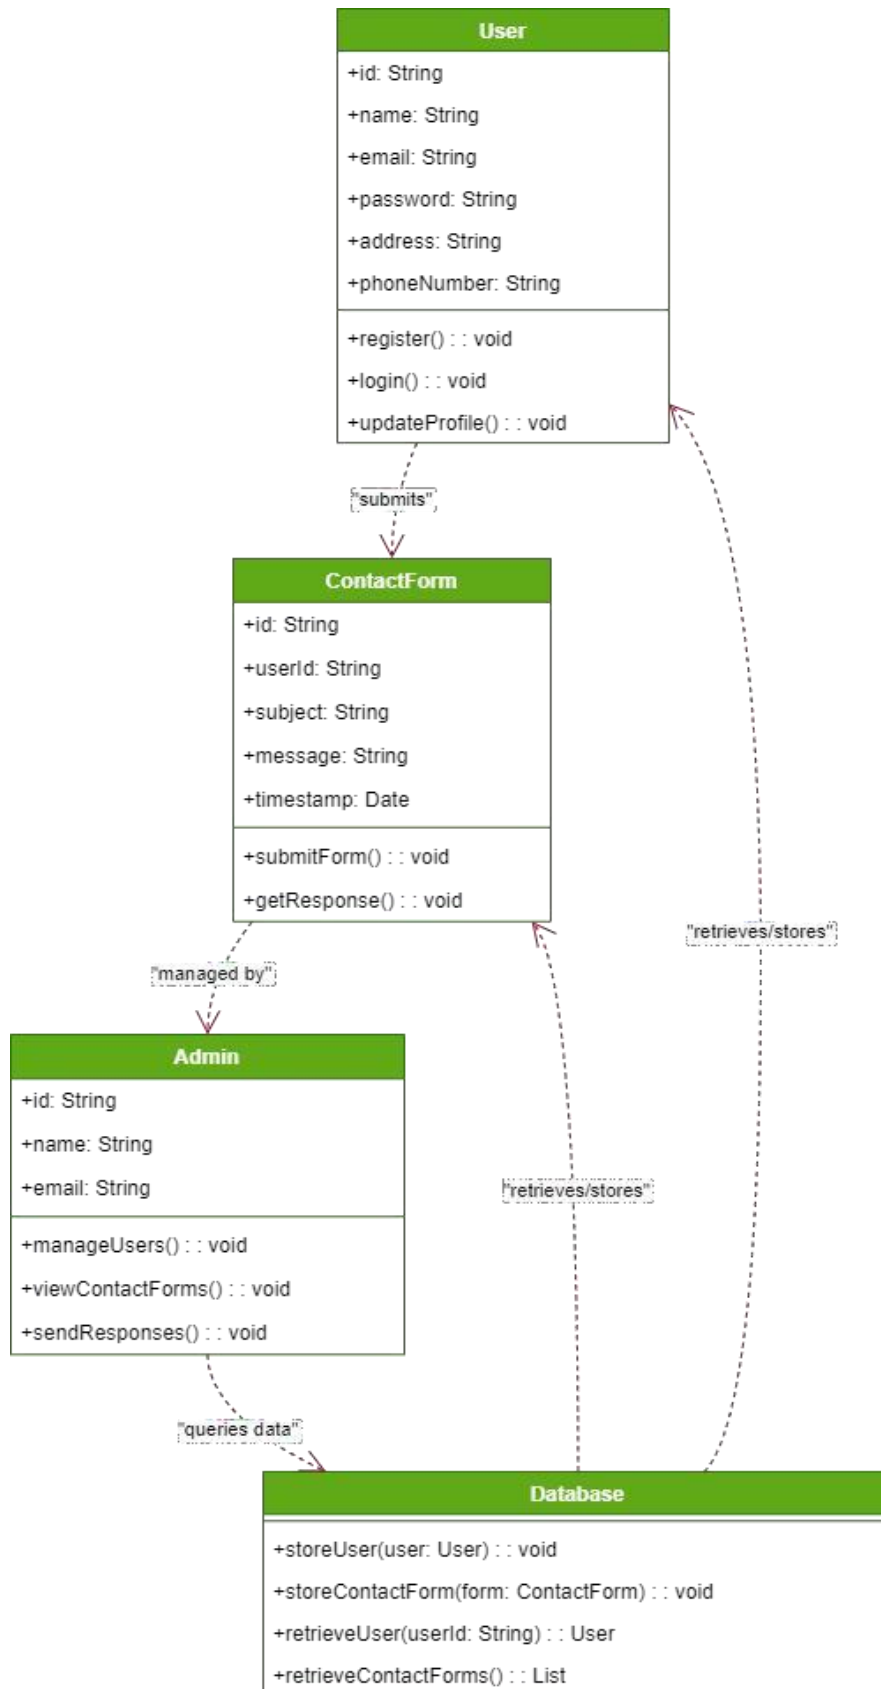 User
+id: String
+name: String
+email: String
+password: String
+address: String
+phoneNumber: String
+register() : : void
+login() : : void
+updateProfile() : : void
"submits"
ContactForm
+id: String
+userId: String
+subject: String
+message: String
+timestamp: Date
+submitForm() : : void
+getResponse() : : void
"retrieves/stores"
"managed by"
Admin
+id: String
+name: String
+email: String
"retrieves/stores"
+manageUsers() : : void
+viewContactForms() : : void
+sendResponses() : : void
"queries data"
Database
+storeUser(user: User) : : void
+storeContactForm(form: ContactForm) : : void
+retrieveUser(userId: String) : : User
+retrieveContactForms() : : List